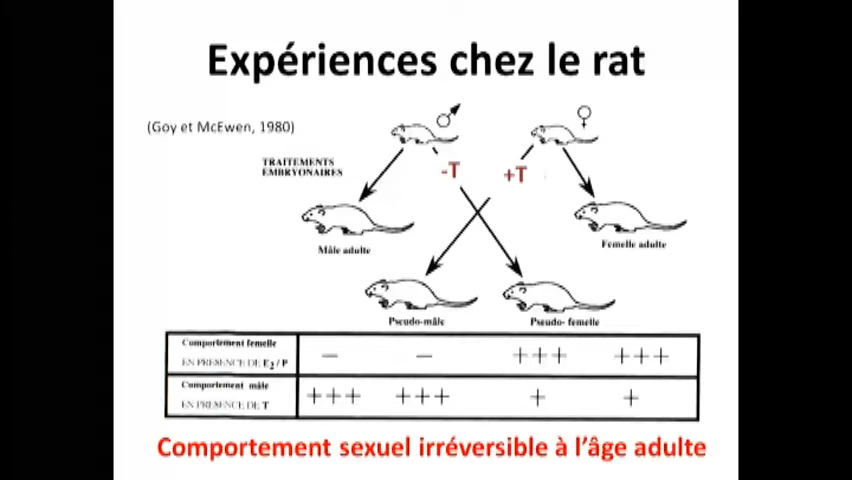 Expériences chez le rat
(Goy et McEwen, 1980)
♂
♀
TRAITEMENTS
EMBRYONAIRES
-T
+T
Mâle adulte
Femelle adulte
Pseudo-mâle
Pseudo- femelle
Comportement femelle
EN PRESENCE DE E2 / P
— — +++ +++
Comportement mâle
EN PRESENCE DE T
+++ +++ + +
Comportement sexuel irréversible à l'âge adulte